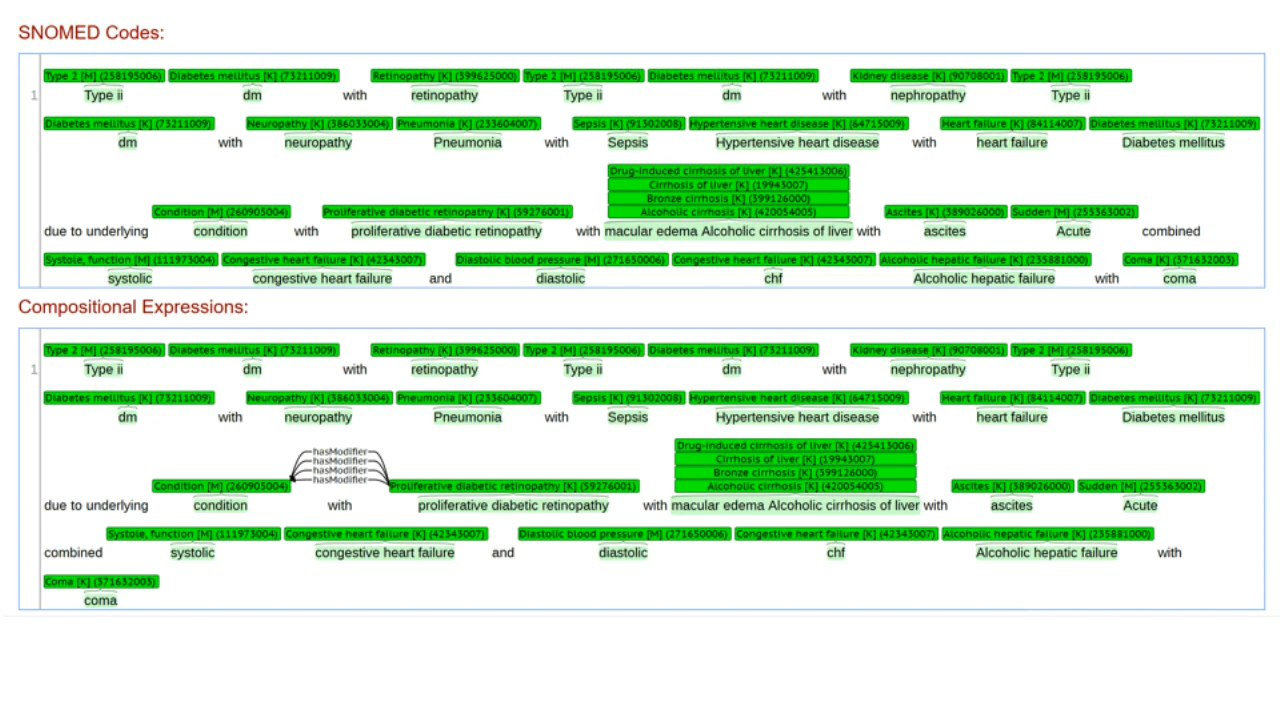 SNOMED Codes:
Type 2 [M] (258195006) Diabetes mellitus [K] (73211009) Retinopathy [K] (399625000) Type 2 [M] (258195006) Diabetes mellitus [K] (73211009) Kidney disease [K] (90708001) Type 2 [M] (258195006)
1 Type ii dm with retinopathy Type ii dm with nephropathy Type ii
Diabetes mellitus [K] (73211009) Neuropathy [K] (386033004) Pneumonia [K] (233604007) Sepsis [K] (91302008) Hypertensive heart disease [K] (64715009) Heart failure [K] (84114007) Diabetes mellitus [K] (73211009)
dm with neuropathy Pneumonia with Sepsis Hypertensive heart disease with heart failure Diabetes mellitus
Drug-induced cirrhosis of liver [K] (425413006)
Cirrhosis of liver [K] (19943007)
Bronze cirrhosis [K] (399126000)
Condition [M] (260905004) Proliferative diabetic retinopathy [K] (59276001) Alcoholic cirrhosis [K] (420054005) Ascites [K] (389026000) Sudden [M] (255363002)
due to underlying condition with proliferative diabetic retinopathy with macular edema Alcoholic cirrhosis of liver with ascites Acute combined
Systole, function [M] (111973004) Congestive heart failure [K] (42343007) Diastolic blood pressure [M] (271650006) Congestive heart failure [K] (42343007) Alcoholic hepatic failure [K] (235881000) Coma [K] (371632003)
systolic congestive heart failure and diastolic chf Alcoholic hepatic failure with coma
Compositional Expressions:
Type 2 [M] (258195006) Diabetes mellitus [K] (73211009) Retinopathy [K] (399625000) Type 2 [M] (258195006) Diabetes mellitus [K] (73211009) Kidney disease [K] (90708001) Type 2 [M] (258195006)
1 Type ii dm with retinopathy Type ii dm with nephropathy Type ii
Diabetes mellitus [K] (73211009) Neuropathy [K] (386033004) Pneumonia [K] (233604007) Sepsis [K] (91302008) Hypertensive heart disease [K] (64715009) Heart failure [K] (84114007) Diabetes mellitus [K] (73211009)
dm with neuropathy Pneumonia with Sepsis Hypertensive heart disease with heart failure Diabetes mellitus
hasModifier Drug-induced cirrhosis of liver [K] (425413006)
hasModifier Cirrhosis of liver [K] (19943007)
hasModifier Bronze cirrhosis [K] (399126000)
hasModifier
Condition [M] (260905004) Proliferative diabetic retinopathy [K] (59276001) Alcoholic cirrhosis [K] (420054005) Ascites [K] (389026000) Sudden [M] (255363002)
due to underlying condition with proliferative diabetic retinopathy with macular edema Alcoholic cirrhosis of liver with ascites Acute
Systole, function [M] (111973004) Congestive heart failure [K] (42343007) Diastolic blood pressure [M] (271650006) Congestive heart failure [K] (42343007) Alcoholic hepatic failure [K] (235881000)
combined systolic congestive heart failure and diastolic chf Alcoholic hepatic failure with
Coma [K] (371632003)
coma